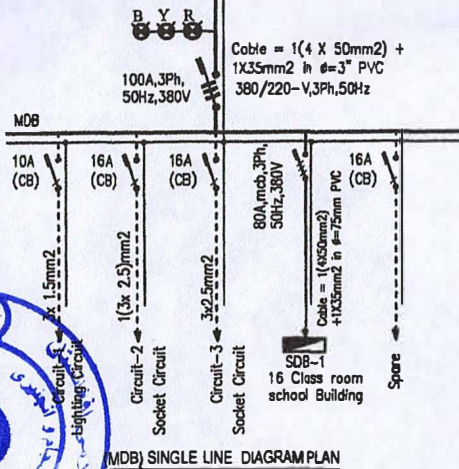 B Y R
Cable = 1(4 X 50mm2) +
1X35mm2 in ø=3" PVC
380/220-V,3Ph,50Hz
100A,3Ph,
50Hz,380V
MDB
10A
(CB)
16A
(CB)
16A
(CB)
80A,mcb,3Ph,
50Hz,380V
16A
(CB)
x 1.5mm2
1(3x 2.5)mm2
3x2.5mm2
Cable = 1(4X50mm2)
+1X35mm2 in ø=75mm PVC
Circuit-
Lighting Circuit
Circuit-2
Socket Circuit
Circuit-3
Socket Circuit
SDB-1
16 Class room
school Building
Spare
(MDB) SINGLE LINE DIAGRAM PLAN